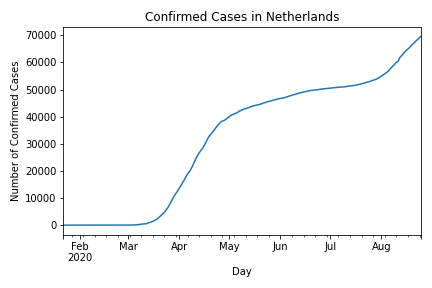 Confirmed Cases in Netherlands
Number of Confirmed Cases
70000
60000
50000
40000
30000
20000
10000
0
Feb Mar Apr May Jun Jul Aug
2020
Day